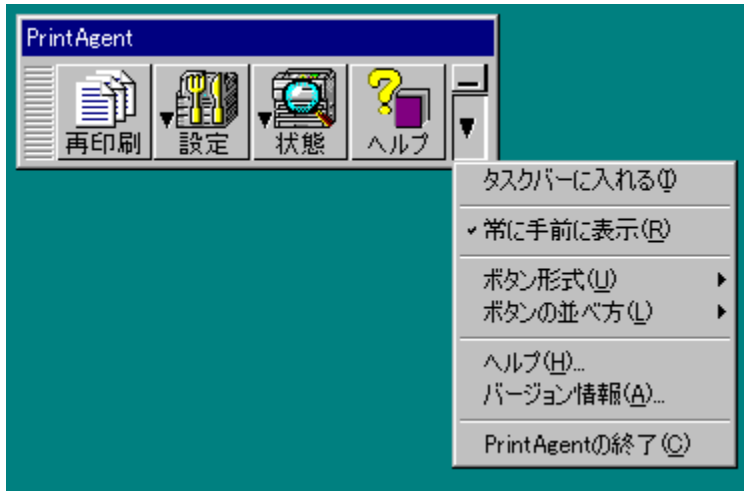 PrintAgent
再印刷
設定
状態
ヘルプ
タスクバーに入れる(I)
常に手前に表示(R)
ボタン形式(U)
ボタンの並べ方(L)
ヘルプ(H)...
バージョン情報(A)...
PrintAgentの終了(C)